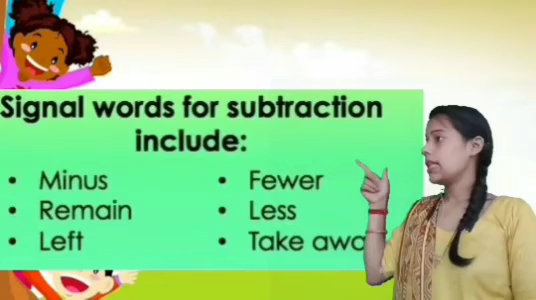 Signal words for subtraction
include:
• Minus
• Remain
• Left
• Fewer
• Less
• Take awa